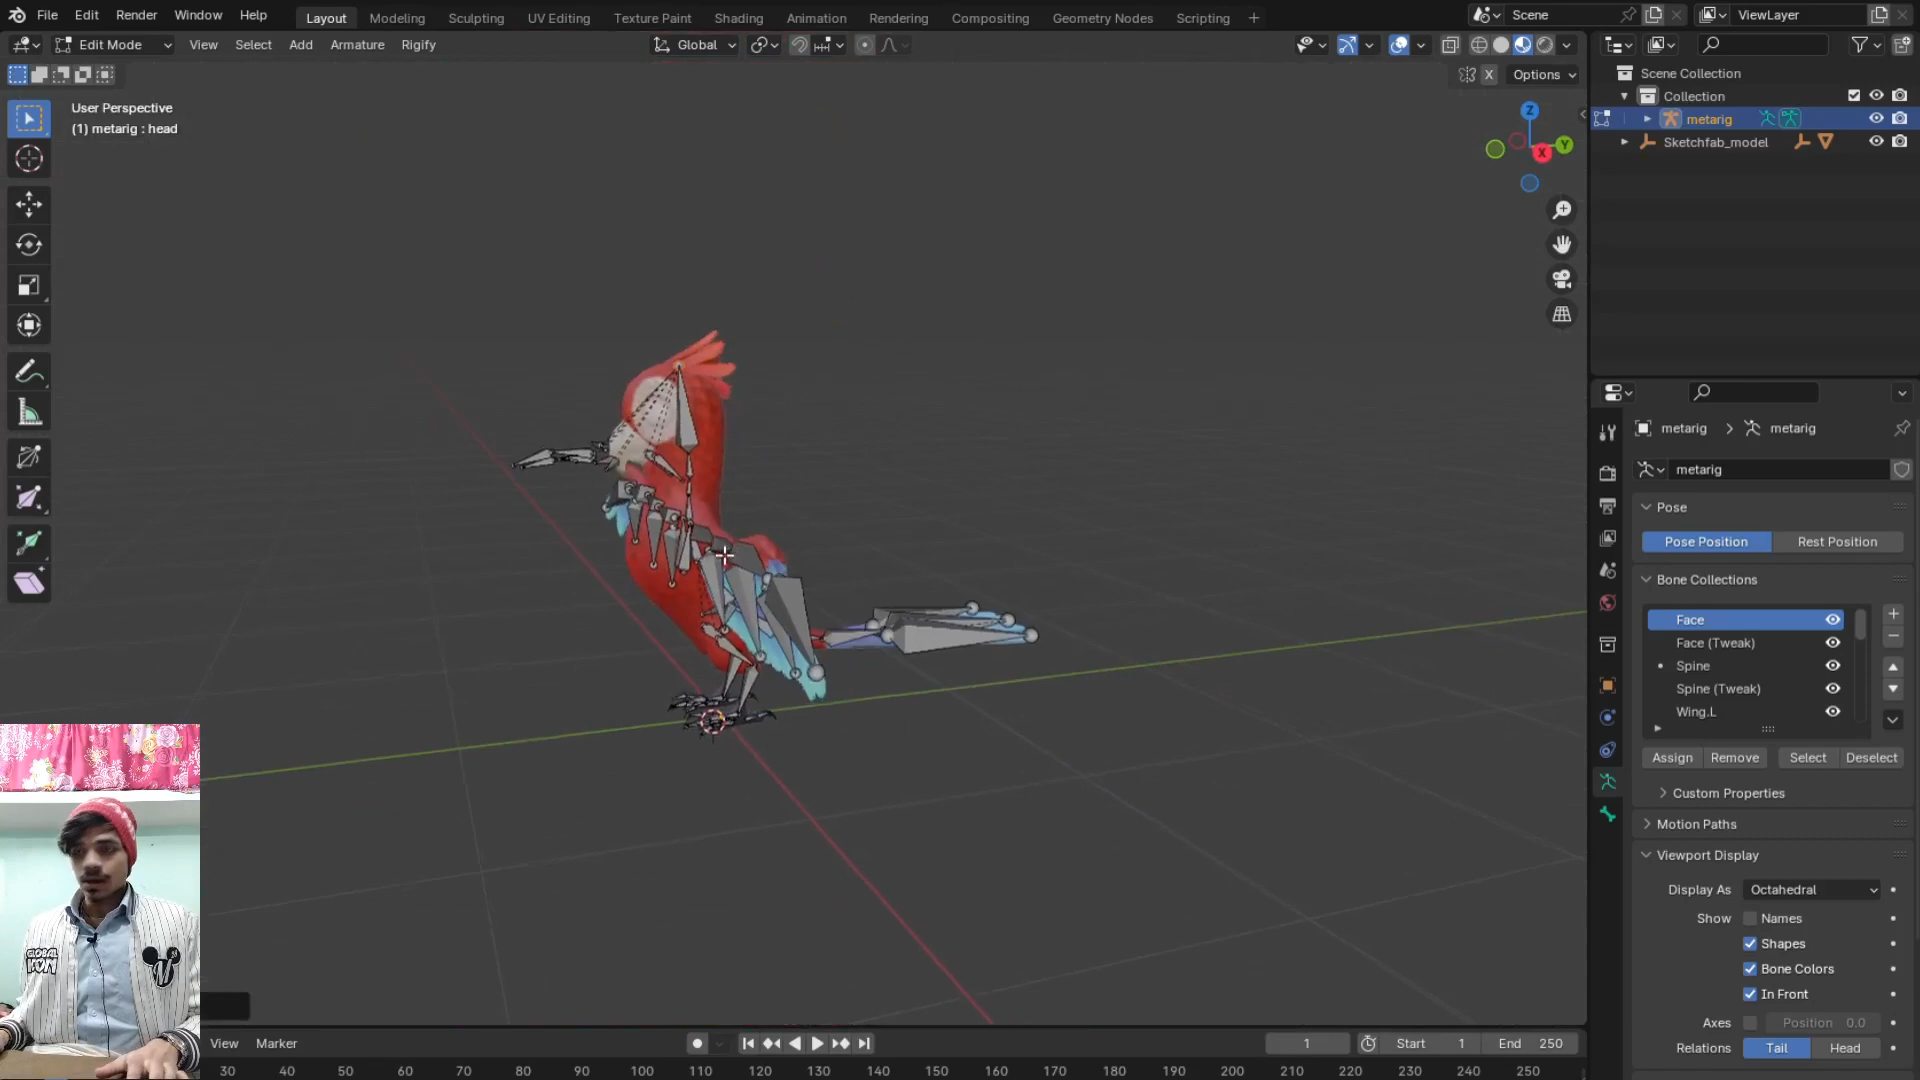 File Edit Render Window Help
Layout Modeling Sculpting UV Editing Texture Paint Shading Animation Rendering Compositing Geometry Nodes Scripting +
Scene
ViewLayer
Edit Mode View Select Add Armature Rigify
Global
X Options
User Perspective
(1) metarig : head
Z
Y
X
Scene Collection
Collection
metarig
Sketchfab_model
metarig > metarig
metarig
Pose
Pose Position Rest Position
Bone Collections
Face
Face (Tweak)
Spine
Spine (Tweak)
Wing.L
Assign Remove Select Deselect
Custom Properties
Motion Paths
Viewport Display
Display As Octahedral
Show Names
Shapes
Bone Colors
In Front
Axes Position 0.0
Relations Tail Head
GLOBAL
View Marker
1 Start 1 End 250
30 40 50 60 70 80 90 100 110 120 130 140 150 160 170 180 190 200 210 220 230 240 250